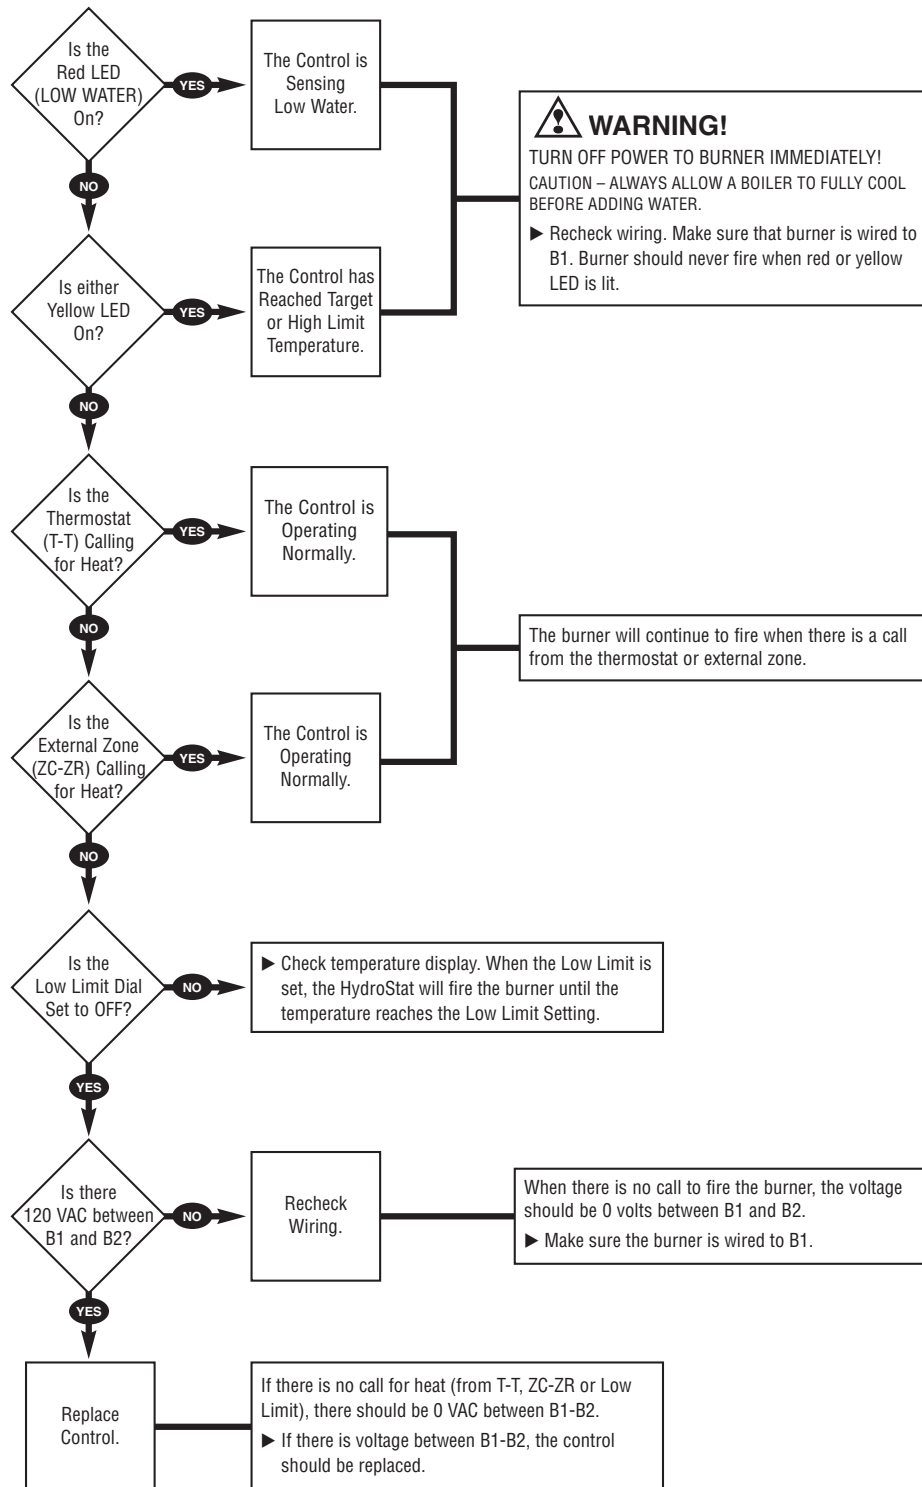 Is the
Red LED
(LOW WATER)
On?
YES
The Control is
Sensing
Low Water.
WARNING!
TURN OFF POWER TO BURNER IMMEDIATELY!
CAUTION – ALWAYS ALLOW A BOILER TO FULLY COOL
BEFORE ADDING WATER.
▶ Recheck wiring. Make sure that burner is wired to
B1. Burner should never fire when red or yellow
LED is lit.
NO
Is either
Yellow LED
On?
YES
The Control has
Reached Target
or High Limit
Temperature.
NO
Is the
Thermostat
(T-T) Calling
for Heat?
YES
The Control is
Operating
Normally.
NO
The burner will continue to fire when there is a call
from the thermostat or external zone.
Is the
External Zone
(ZC-ZR) Calling
for Heat?
YES
The Control is
Operating
Normally.
NO
Is the
Low Limit Dial
Set to OFF?
NO
▶ Check temperature display. When the Low Limit is
set, the HydroStat will fire the burner until the
temperature reaches the Low Limit Setting.
YES
Is there
120 VAC between
B1 and B2?
NO
Recheck
Wiring.
When there is no call to fire the burner, the voltage
should be 0 volts between B1 and B2.
▶ Make sure the burner is wired to B1.
YES
Replace
Control.
If there is no call for heat (from T-T, ZC-ZR or Low
Limit), there should be 0 VAC between B1-B2.
▶ If there is voltage between B1-B2, the control
should be replaced.